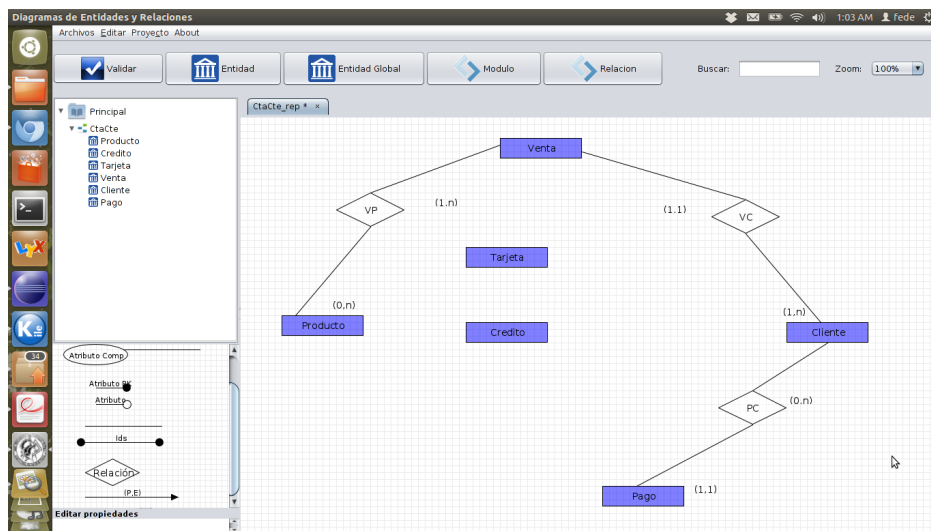 Diagramas de Entidades y Relaciones 1:03 AM fede
Archivos Editar Proyecto About
Validar Entidad Entidad Global Modulo Relacion Buscar: Zoom: 100%
Principal
CtaCte
Producto
Credito
Tarjeta
Venta
Cliente
Pago
CtaCte_rep * ×
Venta
VP (1,n) (1.1) VC
Tarjeta
(0,n) (1,n)
Producto Credito Cliente
PC (0,n)
Pago (1,1)
Atributo Comp
Atributo PK
Atributo
Ids
Relación
(P,E)
Editar propiedades
>_
LyX
Kile
34